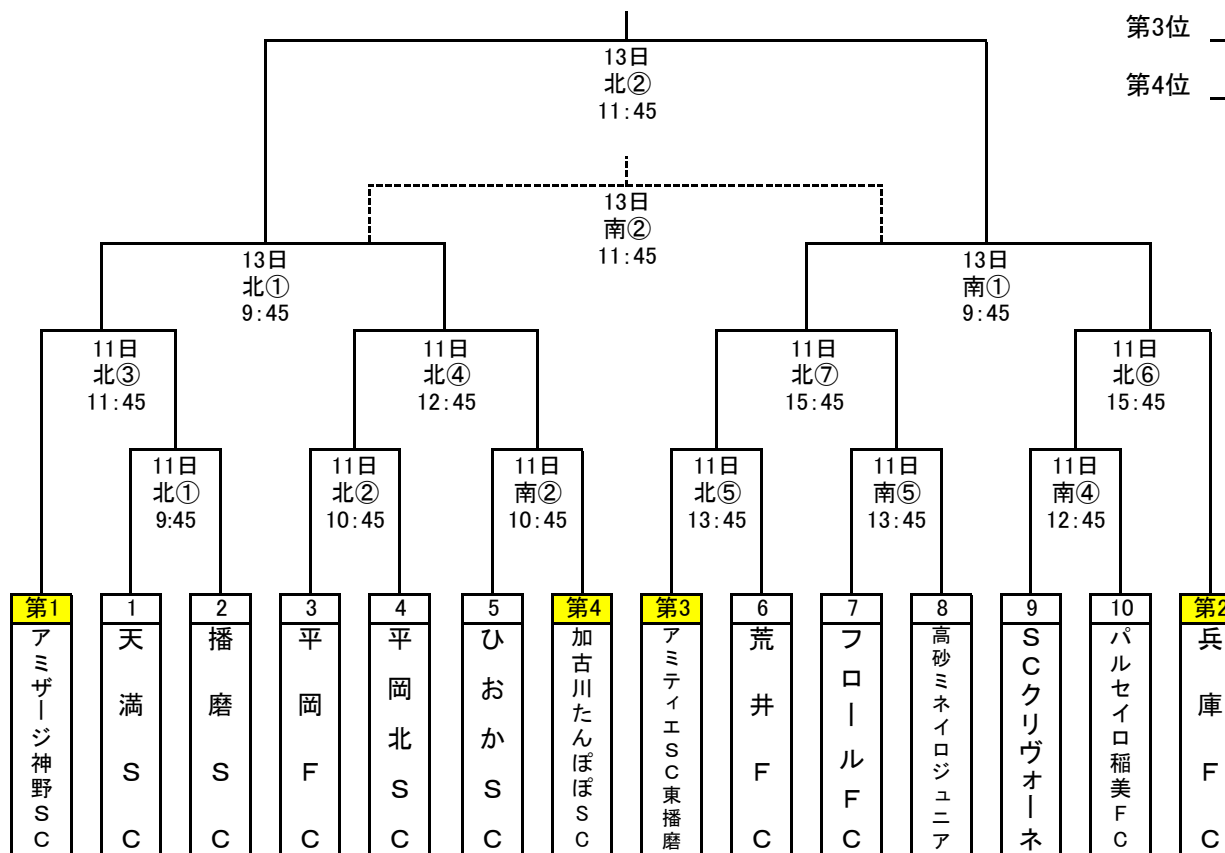 第3位
第4位
13日
北②
11:45
13日
南②
11:45
13日
北①
9:45
13日
南①
9:45
11日
北③
11:45
11日
北④
12:45
11日
北⑦
15:45
11日
北⑥
15:45
11日
北①
9:45
11日
北②
10:45
11日
南②
10:45
11日
北⑤
13:45
11日
南⑤
13:45
11日
南④
12:45
第1
1
2
3
4
5
第4
第3
6
7
8
9
10
第2
アミザージ神野SC
天満SC
播磨SC
平岡FC
平岡北SC
ひおかSC
加古川たんぽぽSC
アミティエSC東播磨
荒井FC
フロールFC
高砂ミネイロジュニア
SCクリヴォーネ
パルセイロ稲美FC
兵庫FC